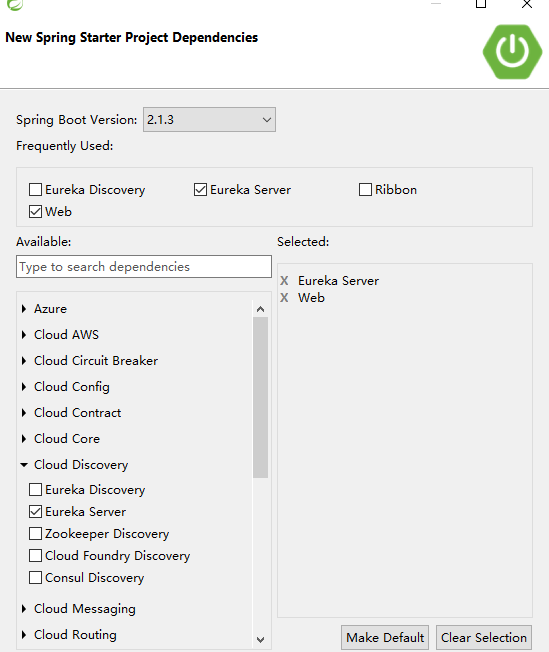 New Spring Starter Project Dependencies
Spring Boot Version: 2.1.3
Frequently Used:
Eureka Discovery Eureka Server Ribbon
Web
Available: Selected:
Type to search dependencies
X Eureka Server
X Web
Azure
Cloud AWS
Cloud Circuit Breaker
Cloud Config
Cloud Contract
Cloud Core
Cloud Discovery
Eureka Discovery
Eureka Server
Zookeeper Discovery
Cloud Foundry Discovery
Consul Discovery
Cloud Messaging
Cloud Routing
Make Default Clear Selection